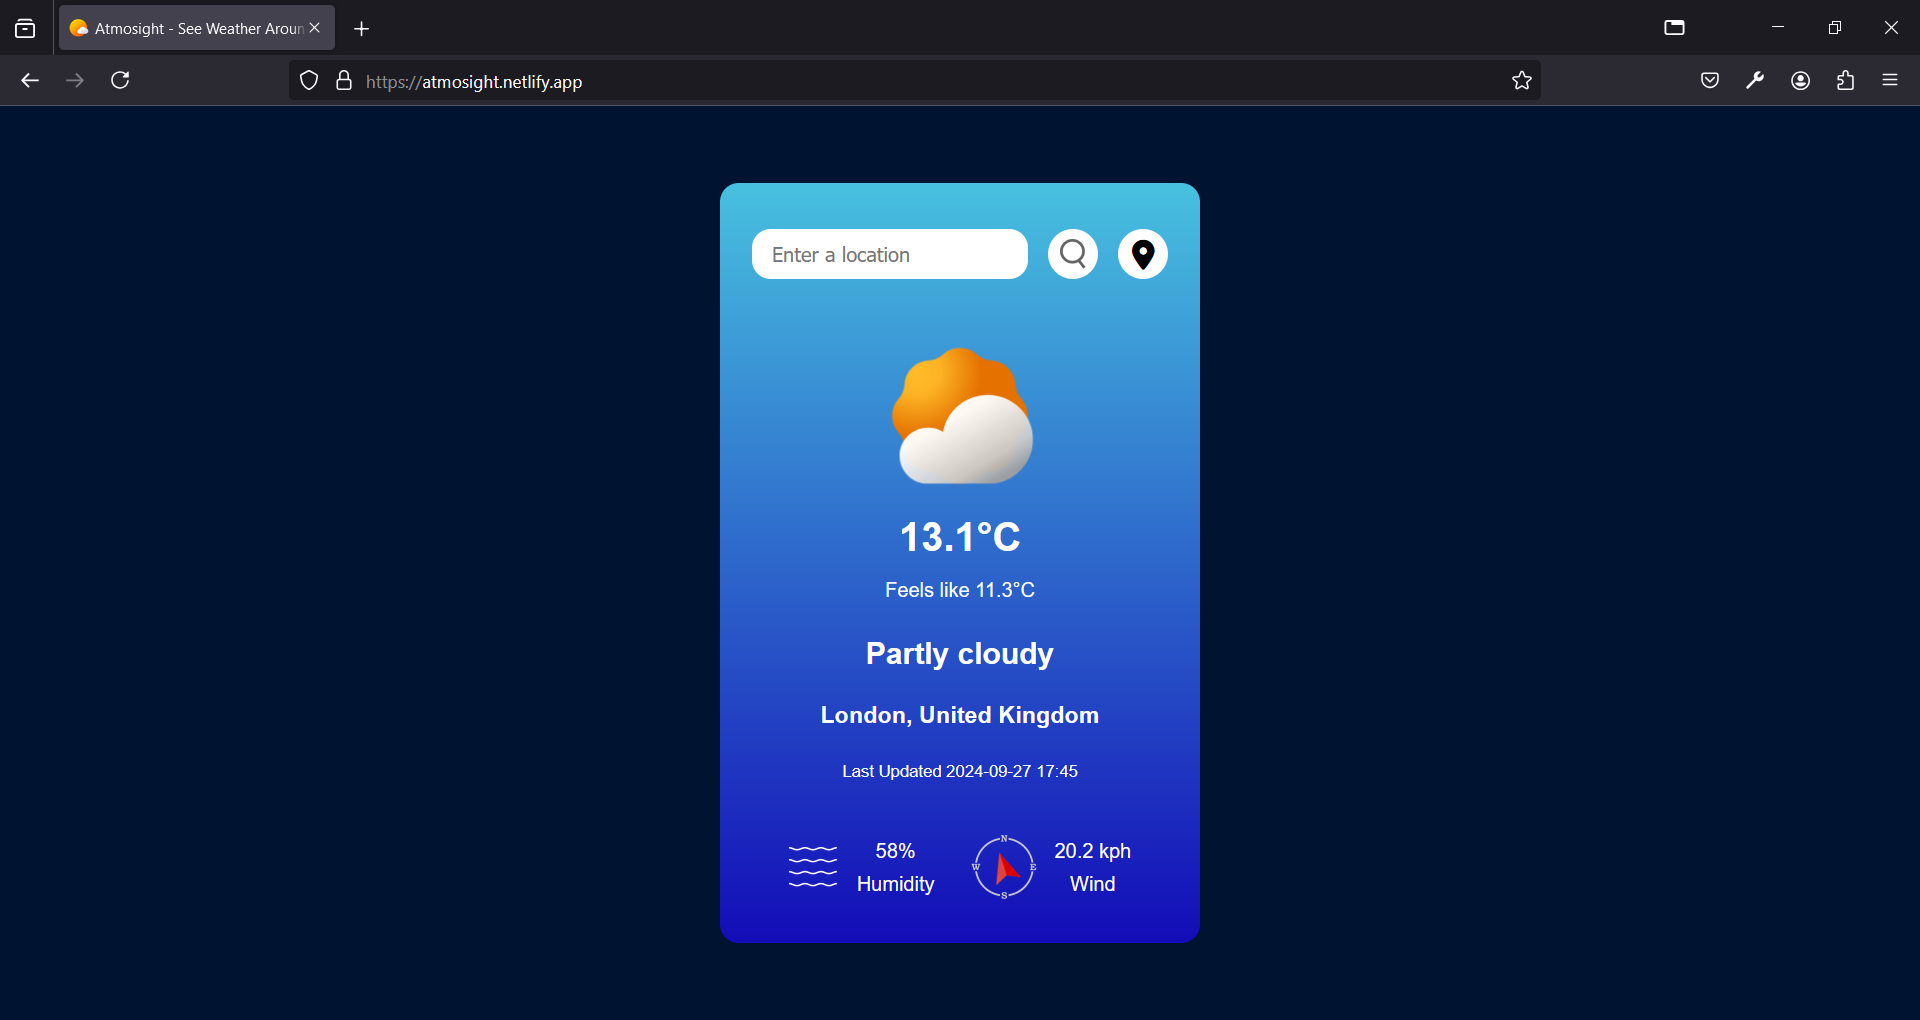 Atmosight - See Weather Aroun
https://atmosight.netlify.app
Enter a location
13.1°C
Feels like 11.3°C
Partly cloudy
London, United Kingdom
Last Updated 2024-09-27 17:45
58%
Humidity
N
W
E
S
20.2 kph
Wind